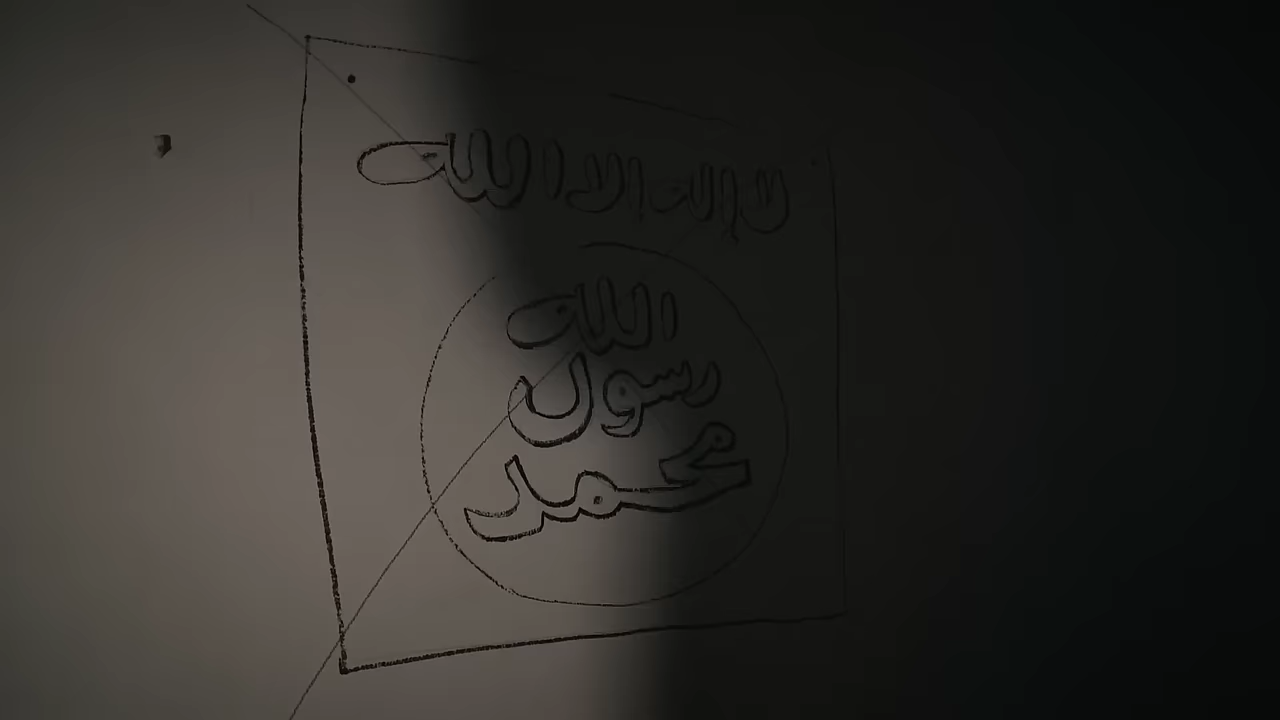 لا اله الا الله
الله
رسول
محمد